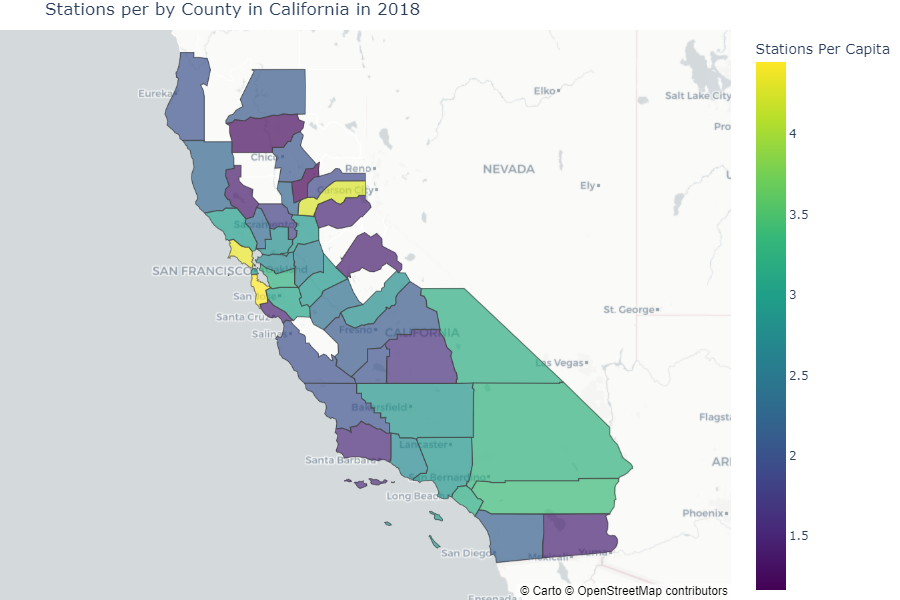 Stations per by County in California in 2018
Stations Per Capita
4
3.5
3
2.5
2
1.5
Eureka
Elko
Salt Lake City
Pro
Chico
Reno
NEVADA
Carson City
Ely
Sacramento
SAN FRANCISCO
Oakland
San Jose
St. George
Santa Cruz
Salinas
Fresno
CALIFORNIA
Las Vegas
Bakersfield
Flagsta
Lancaster
Santa Barbara
San Bernardino
AR
Long Beach
Phoenix
San Diego
Mexicali
Yuma
Ensenada
© Carto © OpenStreetMap contributors